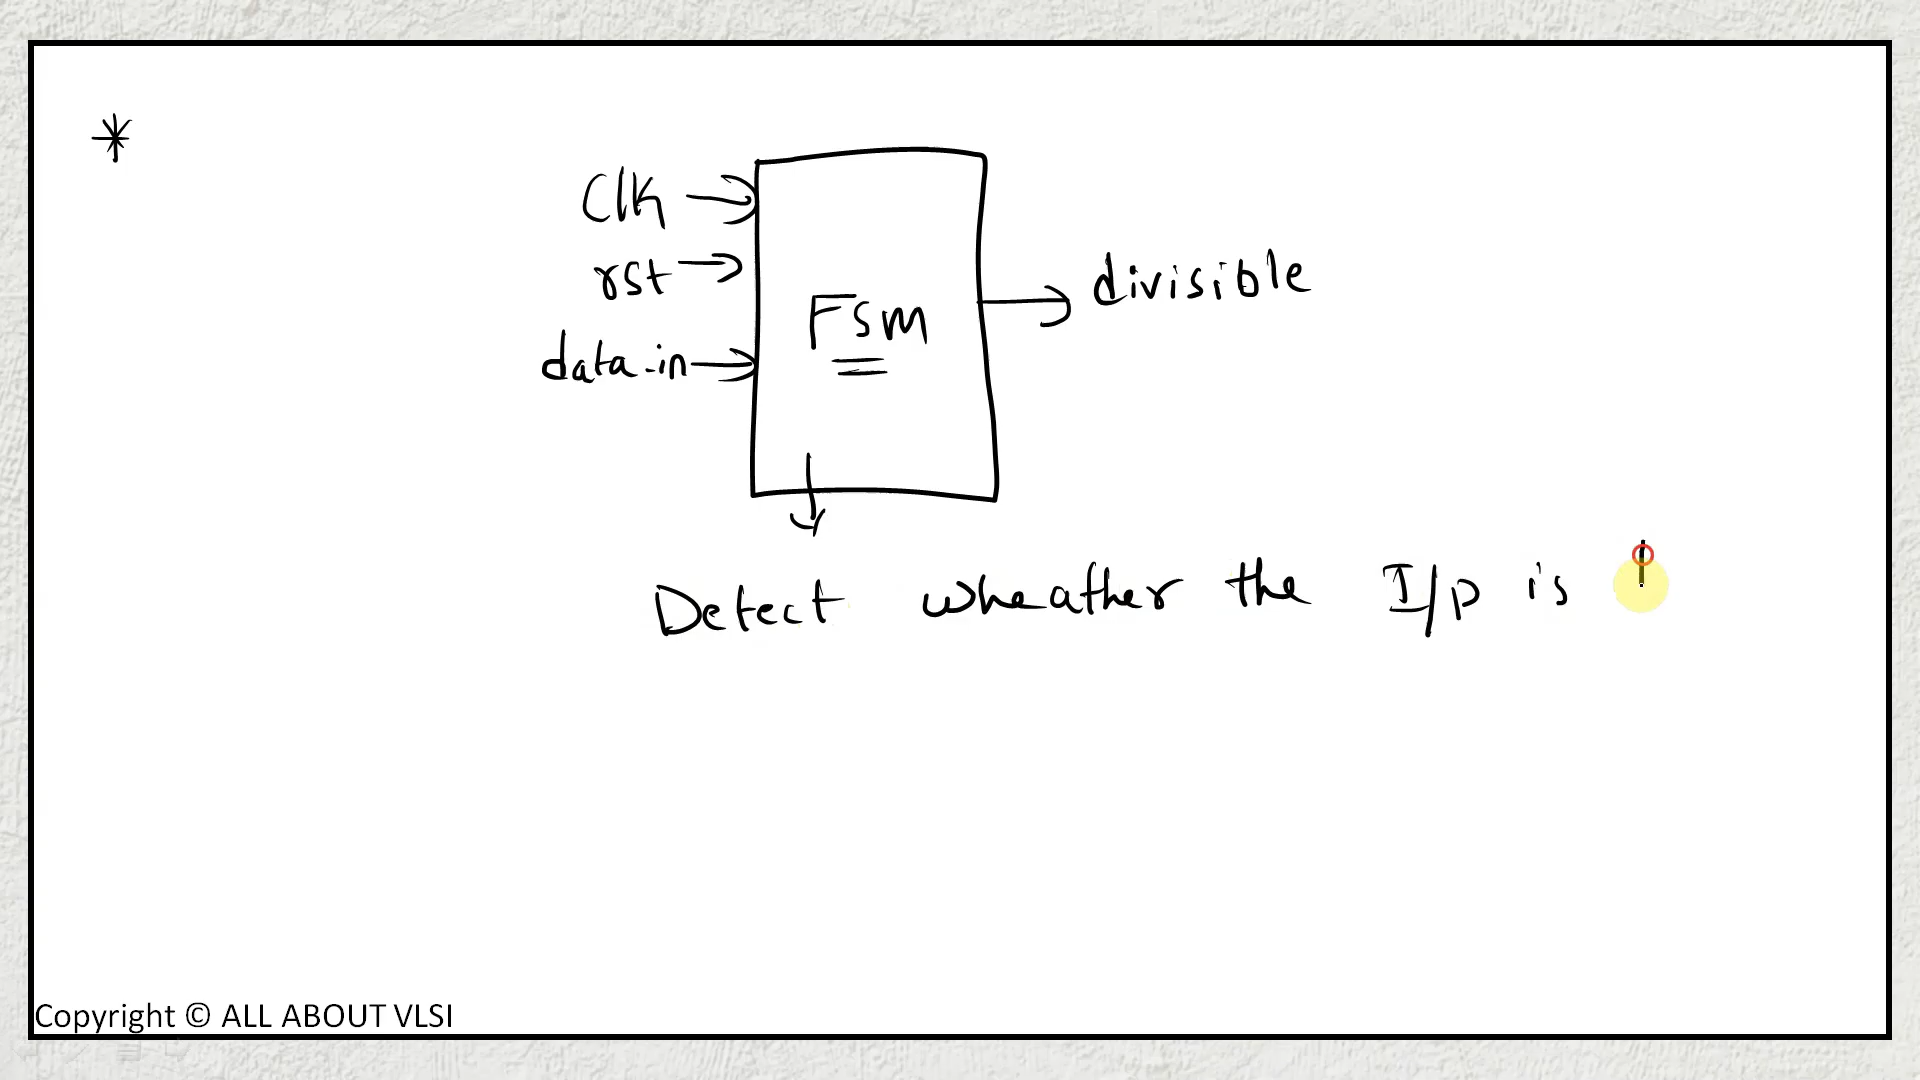 *
Clk
rst
divisible
Fsm
data-in
Detect wheather the I/p is
Copyright © ALL ABOUT VLSI